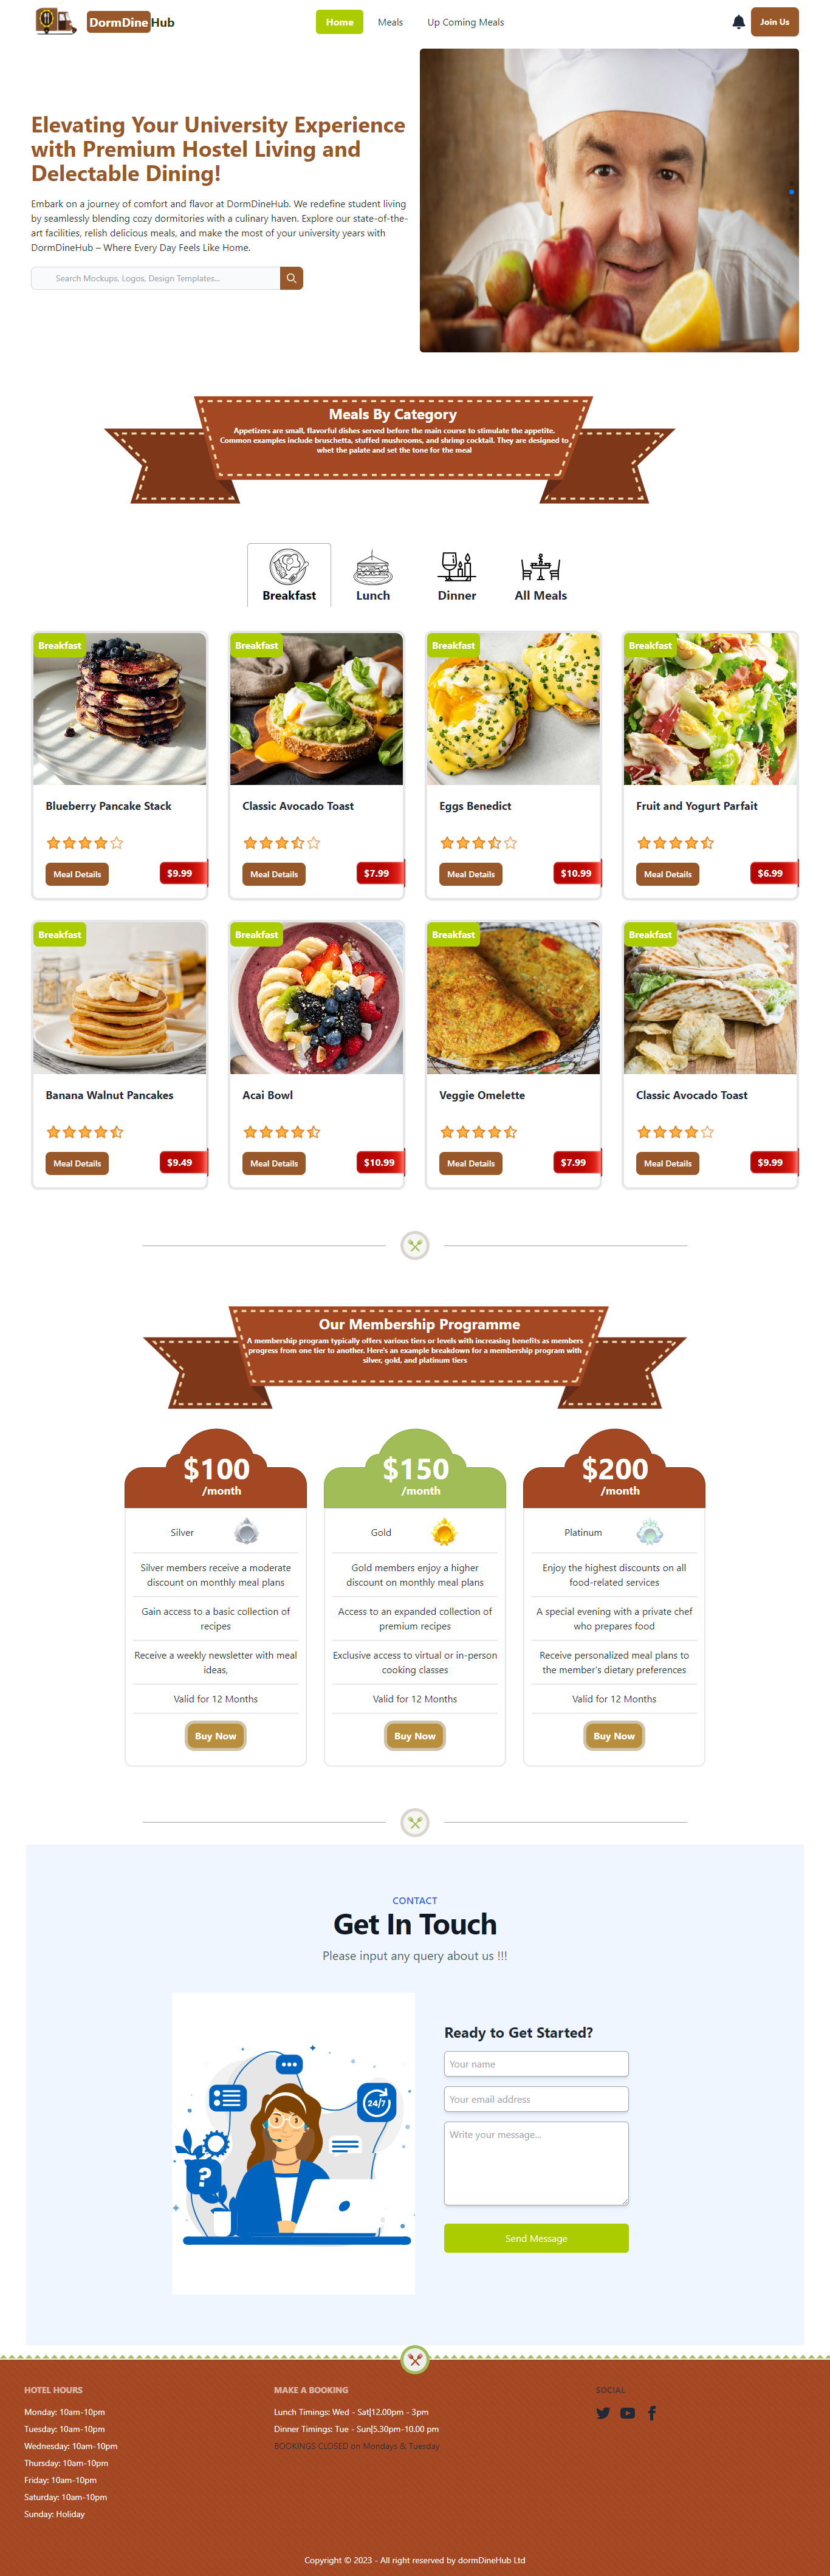 DormDineHub
Home
Meals
Up Coming Meals
Join Us
Elevating Your University Experience
with Premium Hostel Living and
Delectable Dining!
Embark on a journey of comfort and flavor at DormDineHub. We redefine student living
by seamlessly blending cozy dormitories with a culinary haven. Explore our state-of-the-
art facilities, relish delicious meals, and make the most of your university years with
DormDineHub – Where Every Day Feels Like Home.
Search Mockups, Logos, Design Templates...
Meals By Category
Appetizers are small, flavorful dishes served before the main course to stimulate the appetite.
Common examples include bruschetta, stuffed mushrooms, and shrimp cocktail. They are designed to
whet the palate and set the tone for the meal
Breakfast
Lunch
Dinner
All Meals
Breakfast
Breakfast
Breakfast
Breakfast
Blueberry Pancake Stack
Classic Avocado Toast
Eggs Benedict
Fruit and Yogurt Parfait
Meal Details
$9.99
Meal Details
$7.99
Meal Details
$10.99
Meal Details
$6.99
Breakfast
Breakfast
Breakfast
Breakfast
Banana Walnut Pancakes
Acai Bowl
Veggie Omelette
Classic Avocado Toast
Meal Details
$9.49
Meal Details
$10.99
Meal Details
$7.99
Meal Details
$9.99
Our Membership Programme
A membership program typically offers various tiers or levels with increasing benefits as members
progress from one tier to another. Here's an example breakdown for a membership program with
silver, gold, and platinum tiers
$100
/month
Silver
Silver members receive a moderate
discount on monthly meal plans
Gain access to a basic collection of
recipes
Receive a weekly newsletter with meal
ideas,
Valid for 12 Months
Buy Now
$150
/month
Gold
Gold members enjoy a higher
discount on monthly meal plans
Access to an expanded collection of
premium recipes
Exclusive access to virtual or in-person
cooking classes
Valid for 12 Months
Buy Now
$200
/month
Platinum
Enjoy the highest discounts on all
food-related services
A special evening with a private chef
who prepares food
Receive personalized meal plans to
the member's dietary preferences
Valid for 12 Months
Buy Now
CONTACT
Get In Touch
Please input any query about us !!!
24/7
?
Ready to Get Started?
Your name
Your email address
Write your message...
Send Message
HOTEL HOURS
Monday: 10am-10pm
Tuesday: 10am-10pm
Wednesday: 10am-10pm
Thursday: 10am-10pm
Friday: 10am-10pm
Saturday: 10am-10pm
Sunday: Holiday
MAKE A BOOKING
Lunch Timings: Wed - Sat|12.00pm - 3pm
Dinner Timings: Tue - Sun|5.30pm-10.00 pm
BOOKINGS CLOSED on Mondays & Tuesday
SOCIAL
Copyright © 2023 - All right reserved by dormDineHub Ltd